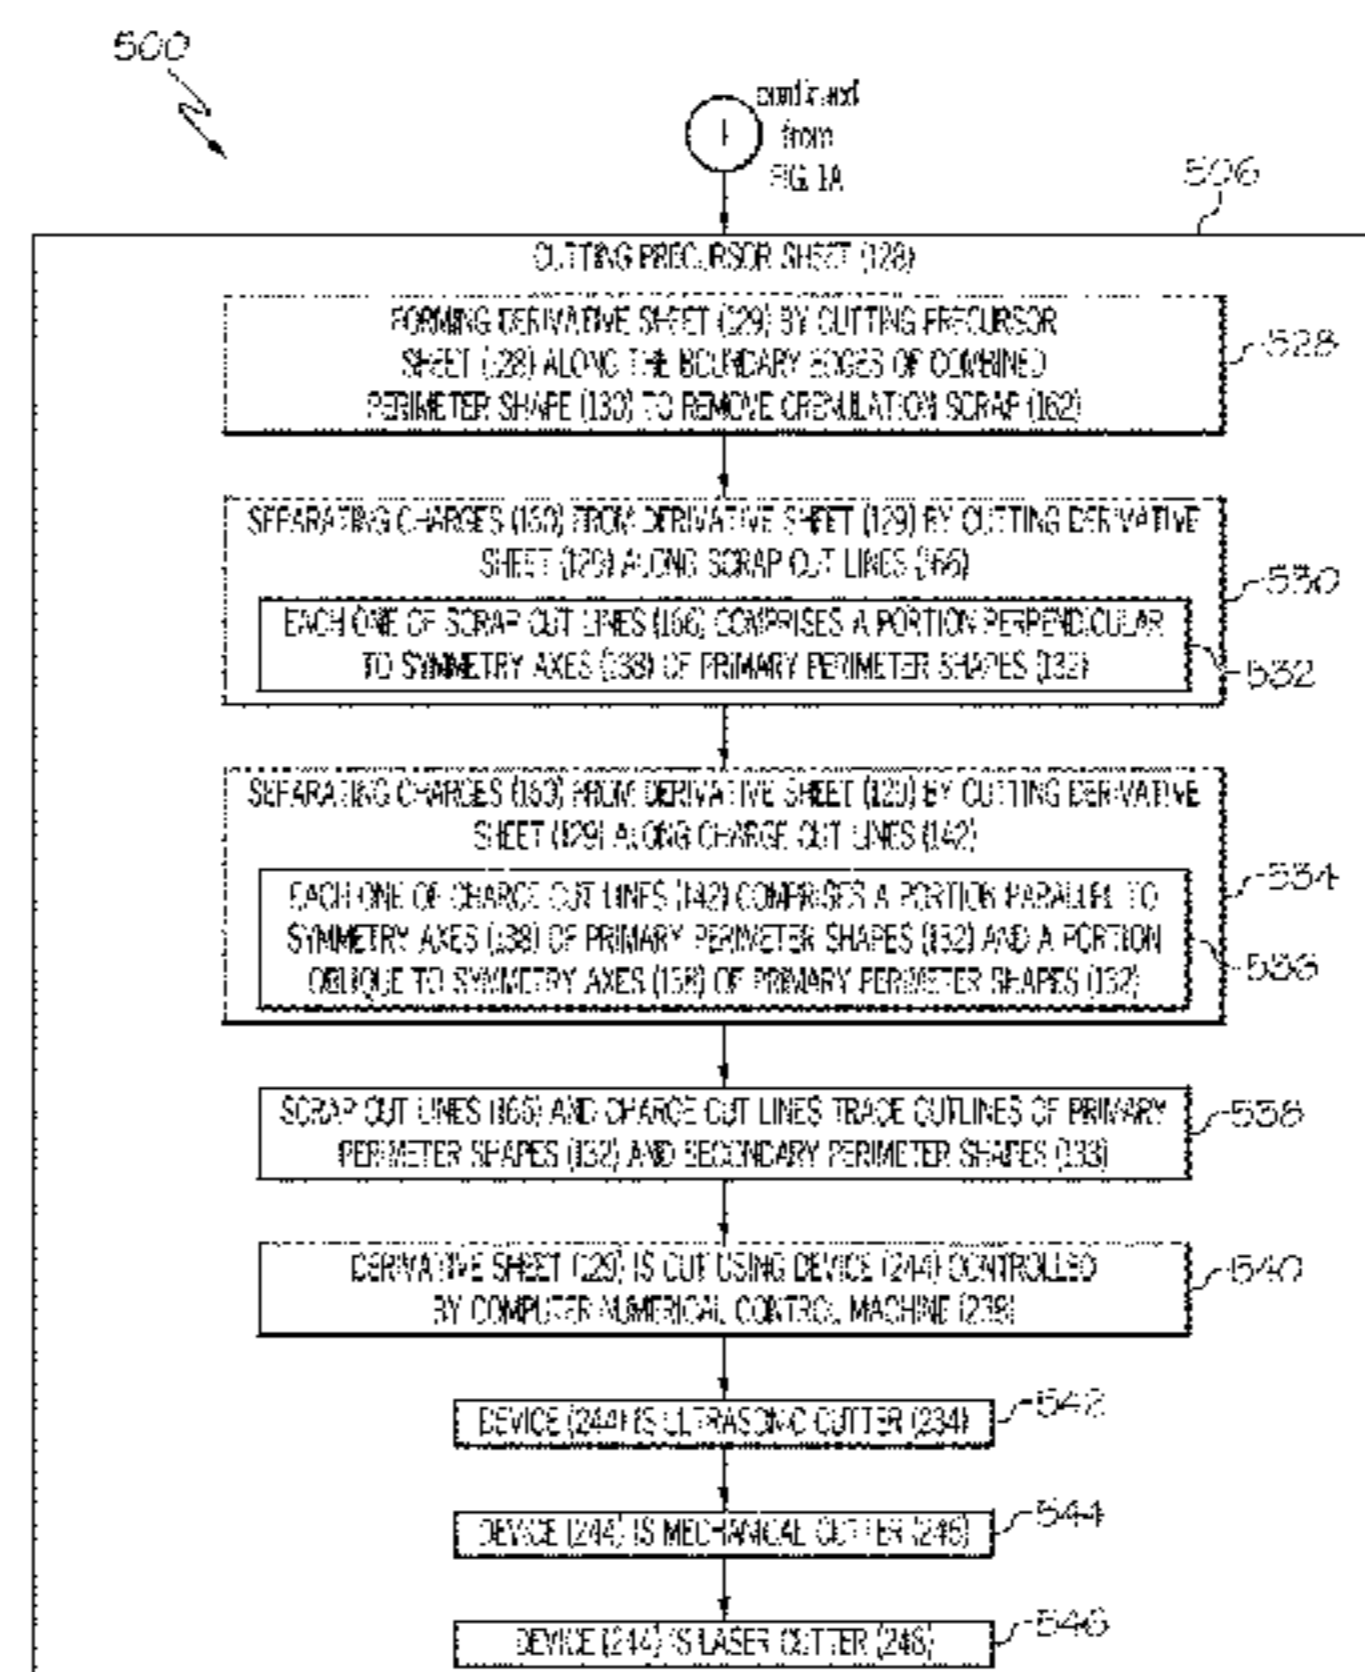 500
continued
from
FIG. 1A
506
CUTTING PRECURSOR SHEET (128)
FORMING DERIVATIVE SHEET (129) BY CUTTING PRECURSOR
SHEET (128) ALONG THE BOUNDARY EDGES OF COMBINED
PERIMETER SHAPE (130) TO REMOVE CRENULATION SCRAP (162)
528
SEPARATING CHARGES (160) FROM DERIVATIVE SHEET (129) BY CUTTING DERIVATIVE
SHEET (129) ALONG SCRAP CUT LINES (166)
530
EACH ONE OF SCRAP CUT LINES (166) COMPRISES A PORTION PERPENDICULAR
TO SYMMETRY AXES (138) OF PRIMARY PERIMETER SHAPES (132)
532
SEPARATING CHARGES (160) FROM DERIVATIVE SHEET (129) BY CUTTING DERIVATIVE
SHEET (129) ALONG CHARGE CUT LINES (142)
534
EACH ONE OF CHARGE CUT LINES (142) COMPRISES A PORTION PARALLEL TO
SYMMETRY AXES (138) OF PRIMARY PERIMETER SHAPES (132) AND A PORTION
OBLIQUE TO SYMMETRY AXES (138) OF PRIMARY PERIMETER SHAPES (132)
536
SCRAP CUT LINES (166) AND CHARGE CUT LINES TRACE OUTLINES OF PRIMARY
PERIMETER SHAPES (132) AND SECONDARY PERIMETER SHAPES (133)
538
DERIVATIVE SHEET (129) IS CUT USING DEVICE (244) CONTROLLED
BY COMPUTER NUMERICAL CONTROL MACHINE (238)
540
DEVICE (244) IS ULTRASONIC CUTTER (234)
542
DEVICE (244) IS MECHANICAL CUTTER (246)
544
DEVICE (244) IS LASER CUTTER (248)
546